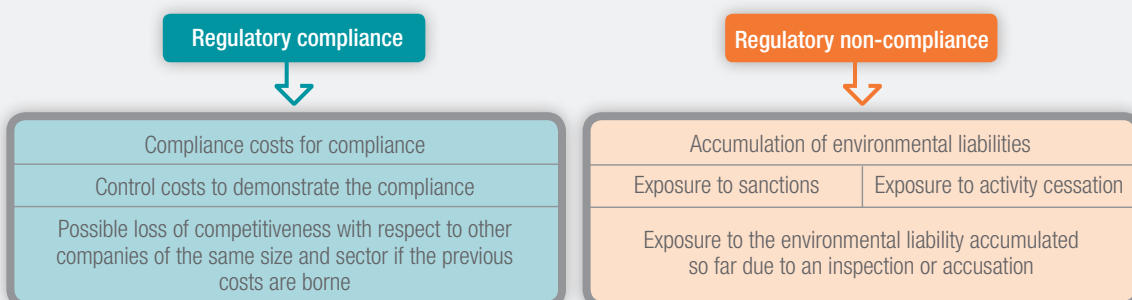 Regulatory compliance
Compliance costs for compliance
Control costs to demonstrate the compliance
Possible loss of competitiveness with respect to other
companies of the same size and sector if the previous
costs are borne
Regulatory non-compliance
Accumulation of environmental liabilities
Exposure to sanctions
Exposure to activity cessation
Exposure to the environmental liability accumulated
so far due to an inspection or accusation